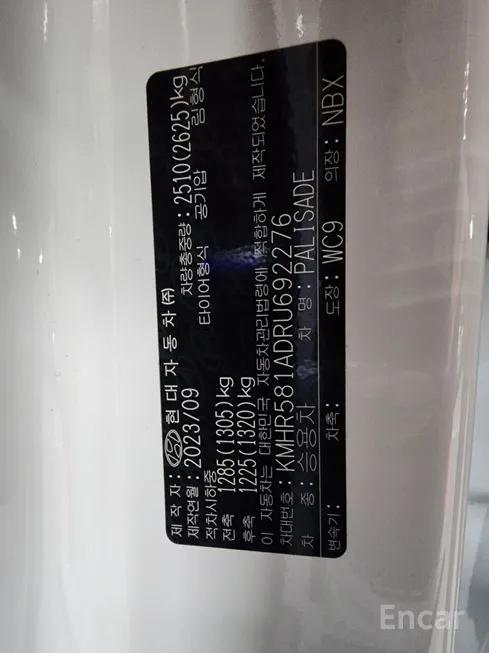 제 작 자 : 현 대 자 동 차 ㈜
제작연월 : 2023/09 차량총중량 : 2510(2625)kg
적차시하중 타이어형식 공기압 림형식
전축 1285(1305)kg
후축 1225(1320)kg
이 자동차는 대한민국 자동차관리법령에 적합하게 제작되었습니다.
차대번호 : KMHR581ADRU692276
차 종 : 승용차 차 명 : PALISADE
변속기 : 차축 : 도장 : WC9 의장 : NBX
Encar